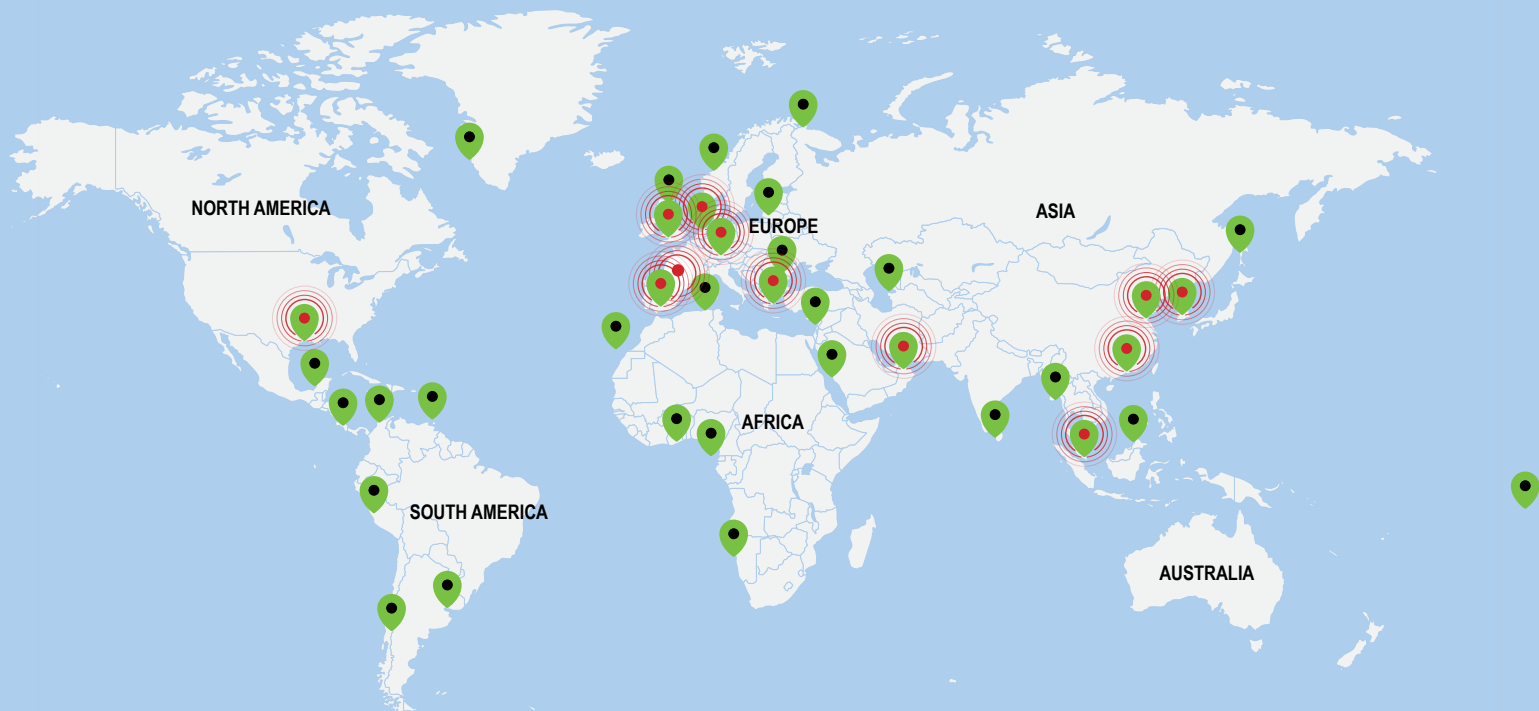 NORTH AMERICA
ASIA
EUROPE
AFRICA
SOUTH AMERICA
AUSTRALIA